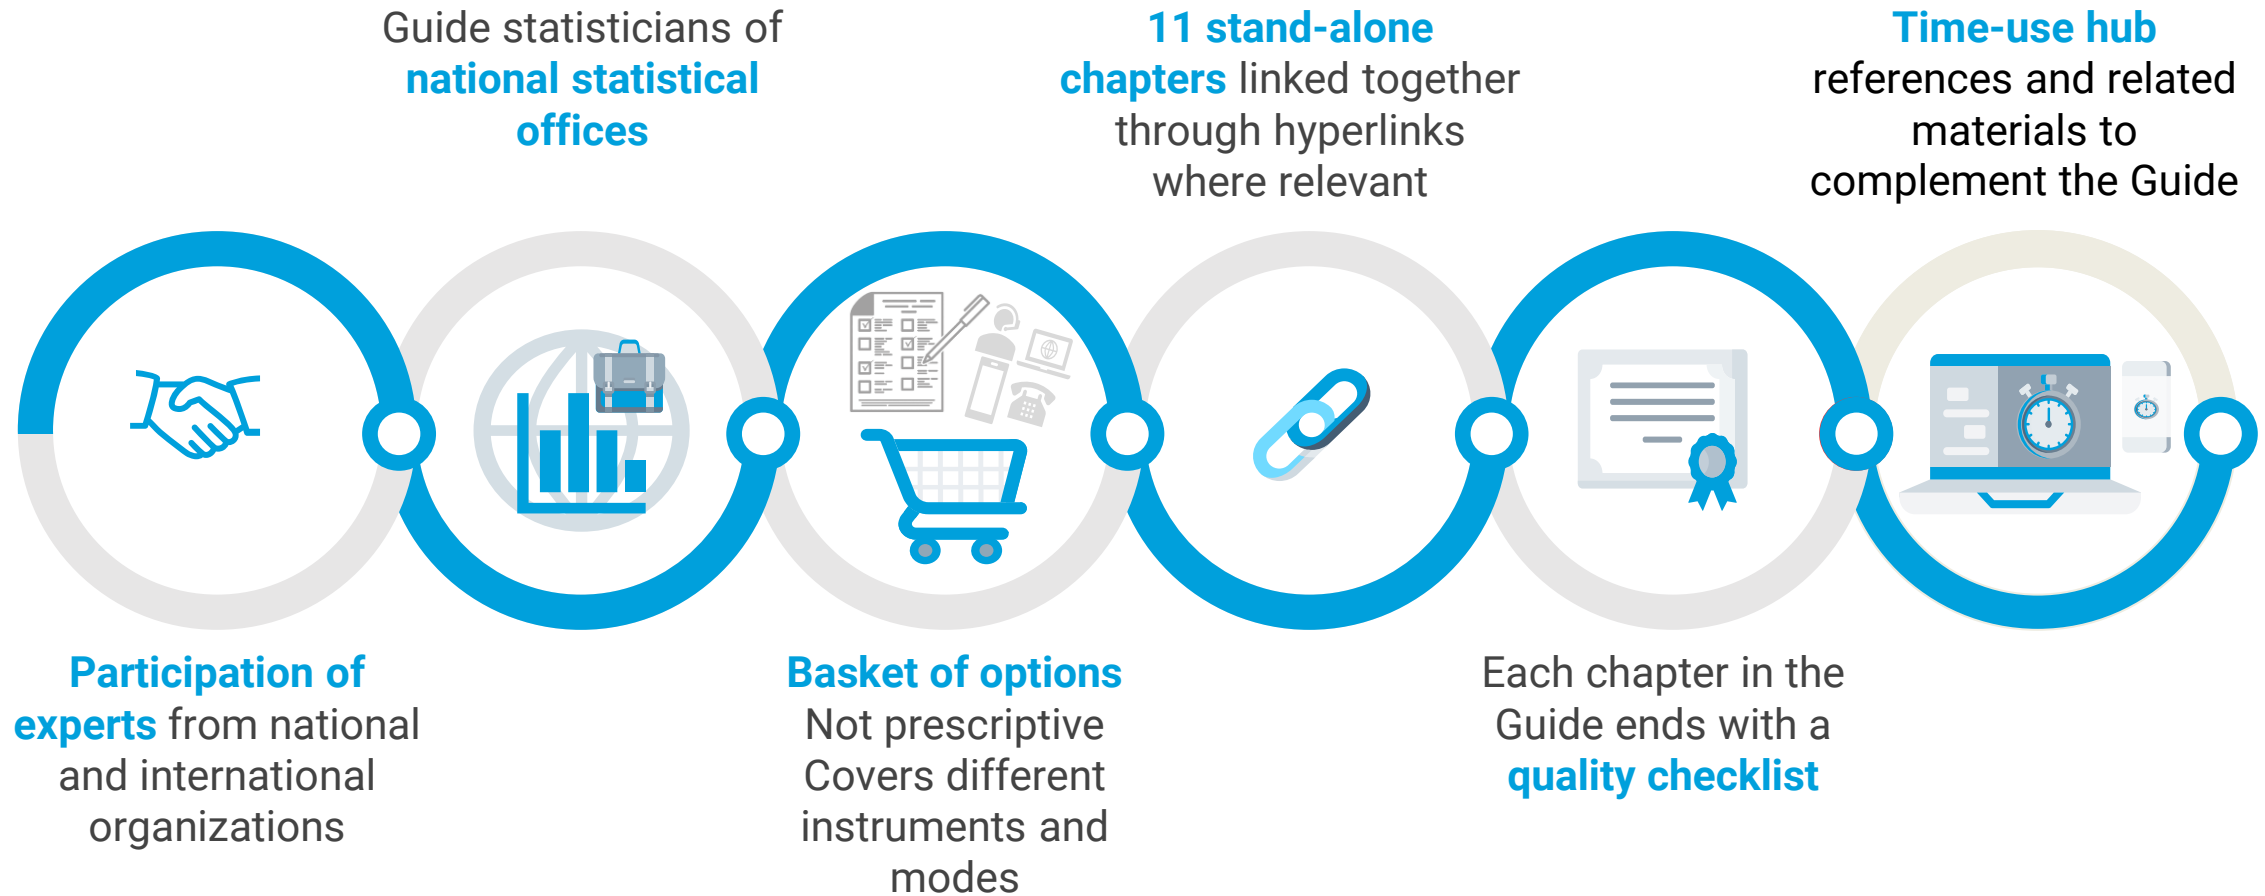 Guide statisticians of
national statistical
offices
11 stand-alone
chapters linked together
through hyperlinks
where relevant
Time-use hub
references and related
materials to
complement the Guide
Participation of
experts from national
and international
organizations
Basket of options
Not prescriptive
Covers different
instruments and
modes
Each chapter in the
Guide ends with a
quality checklist